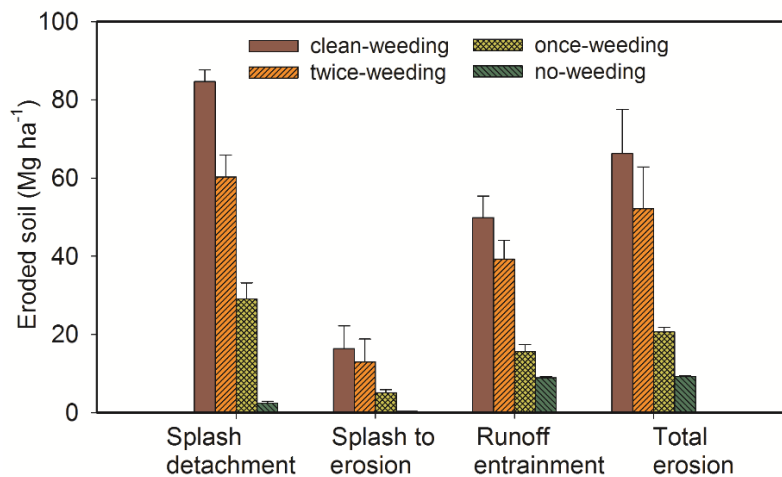 100
80
60
40
20
0
Eroded soil (Mg ha⁻¹)
clean-weeding
once-weeding
twice-weeding
no-weeding
Splash
detachment
Splash to
erosion
Runoff
entrainment
Total
erosion